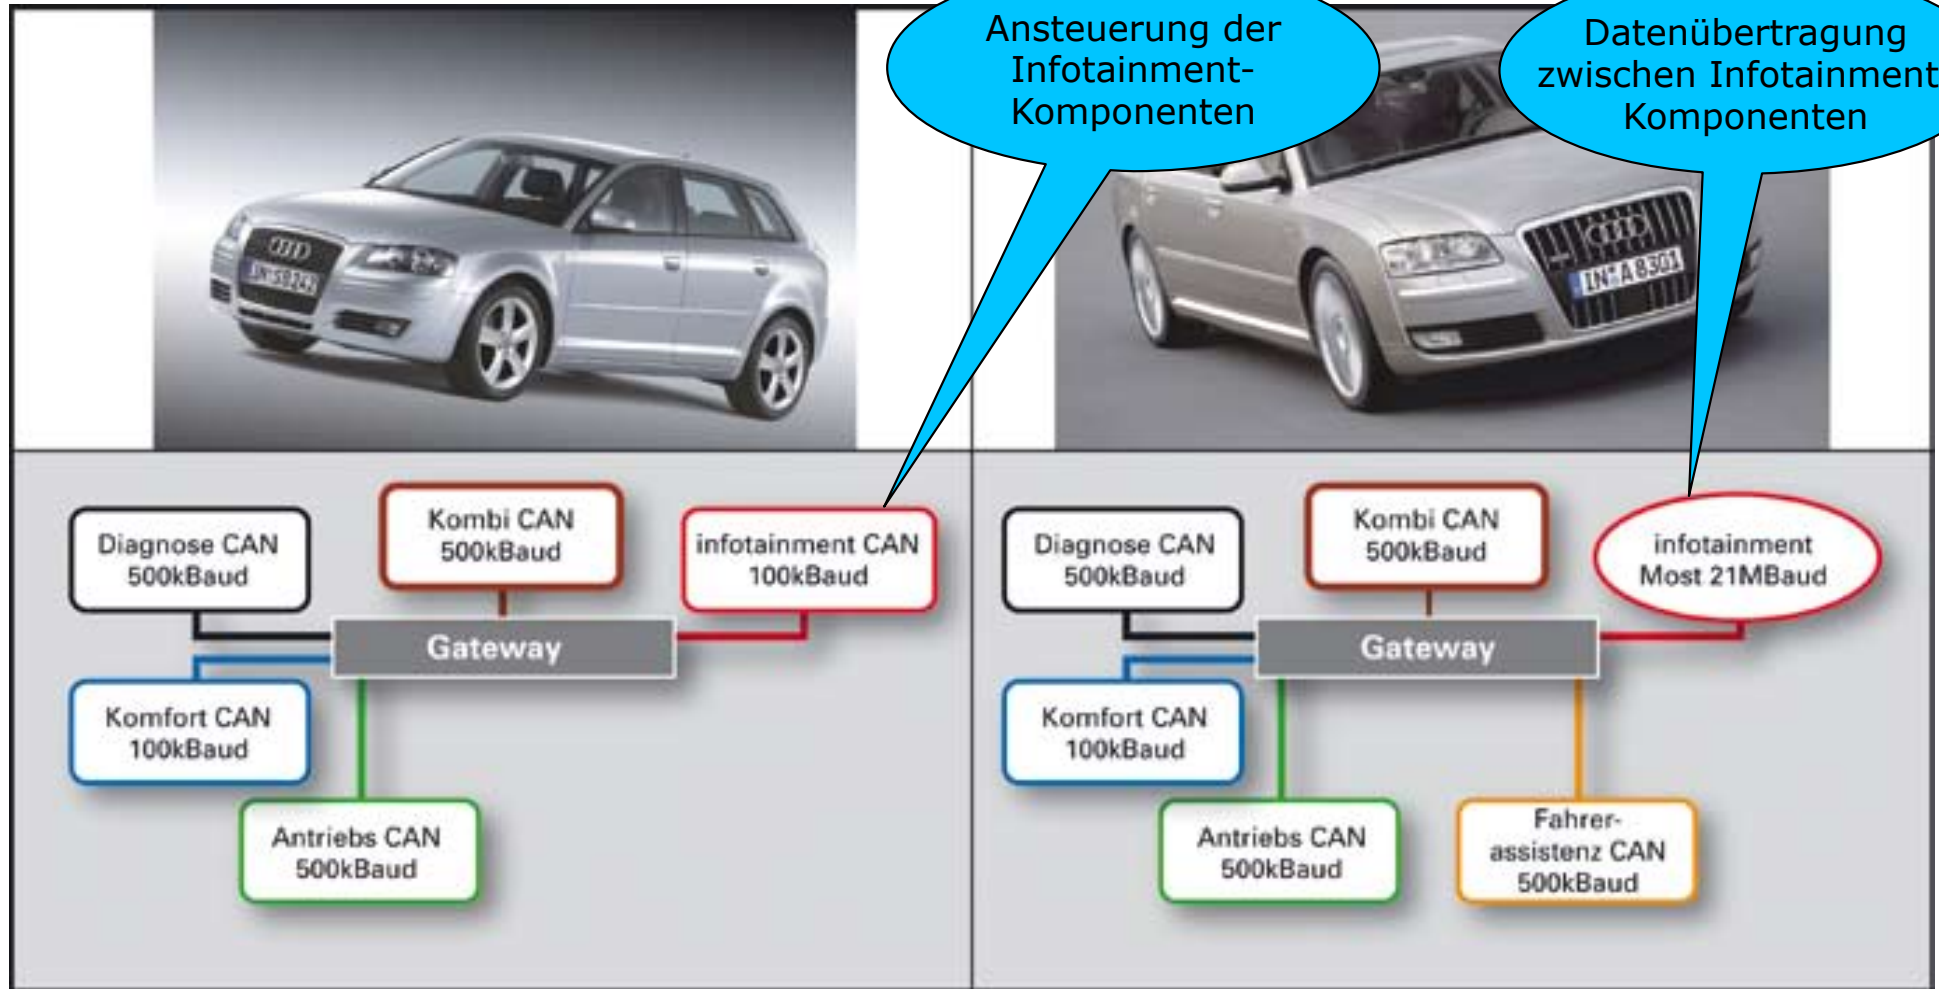 Ansteuerung der
Infotainment-
Komponenten
Datenübertragung
zwischen Infotainment
Komponenten
IN A 8301
Diagnose CAN
500kBaud
Kombi CAN
500kBaud
infotainment CAN
100kBaud
Gateway
Komfort CAN
100kBaud
Antriebs CAN
500kBaud
Diagnose CAN
500kBaud
Kombi CAN
500kBaud
infotainment
Most 21MBaud
Gateway
Komfort CAN
100kBaud
Antriebs CAN
500kBaud
Fahrer-
assistenz CAN
500kBaud